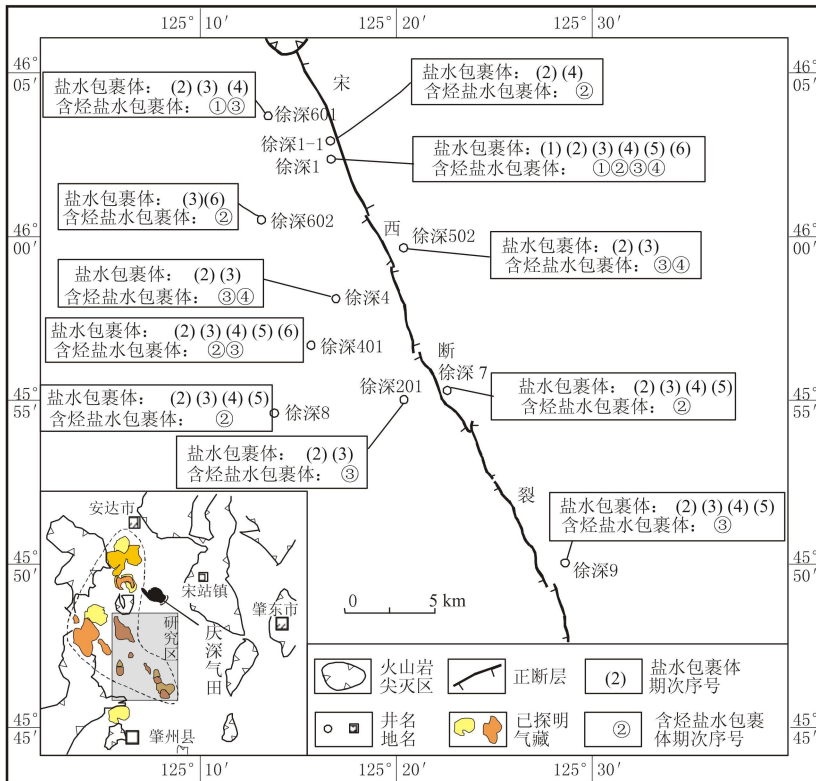 125° 10′
125° 20′
125° 30′
46°
05′
46°
05′
46°
00′
46°
00′
45°
55′
45°
55′
45°
50′
45°
50′
45°
45′
45°
45′
125° 10′
125° 20′
125° 30′
盐水包裹体： (2) (3) (4)
含烃盐水包裹体： ①③
徐深601
盐水包裹体： (2) (4)
含烃盐水包裹体： ②
徐深1-1
盐水包裹体： (1) (2) (3) (4) (5) (6)
含烃盐水包裹体： ①②③④
徐深1
盐水包裹体： (3)(6)
含烃盐水包裹体： ②
徐深602
徐深502
盐水包裹体： (2) (3)
含烃盐水包裹体： ③④
盐水包裹体： (2) (3)
含烃盐水包裹体： ③④
徐深4
盐水包裹体： (2) (3) (4) (5) (6)
含烃盐水包裹体： ②③
徐深401
徐深 7
盐水包裹体： (2) (3) (4) (5)
含烃盐水包裹体： ②
徐深201
盐水包裹体： (2) (3) (4) (5)
含烃盐水包裹体： ②
徐深8
盐水包裹体： (2) (3)
含烃盐水包裹体： ③
盐水包裹体： (2) (3) (4) (5)
含烃盐水包裹体： ③
徐深9
宋
西
断
裂
0 5 km
安达市
宋站镇
肇东市
庆深气田
研究区
肇州县
火山岩
尖灭区
正断层
(2)
盐水包裹体
期次序号
井名
地名
已探明
气藏
②
含烃盐水包裹
体期次序号